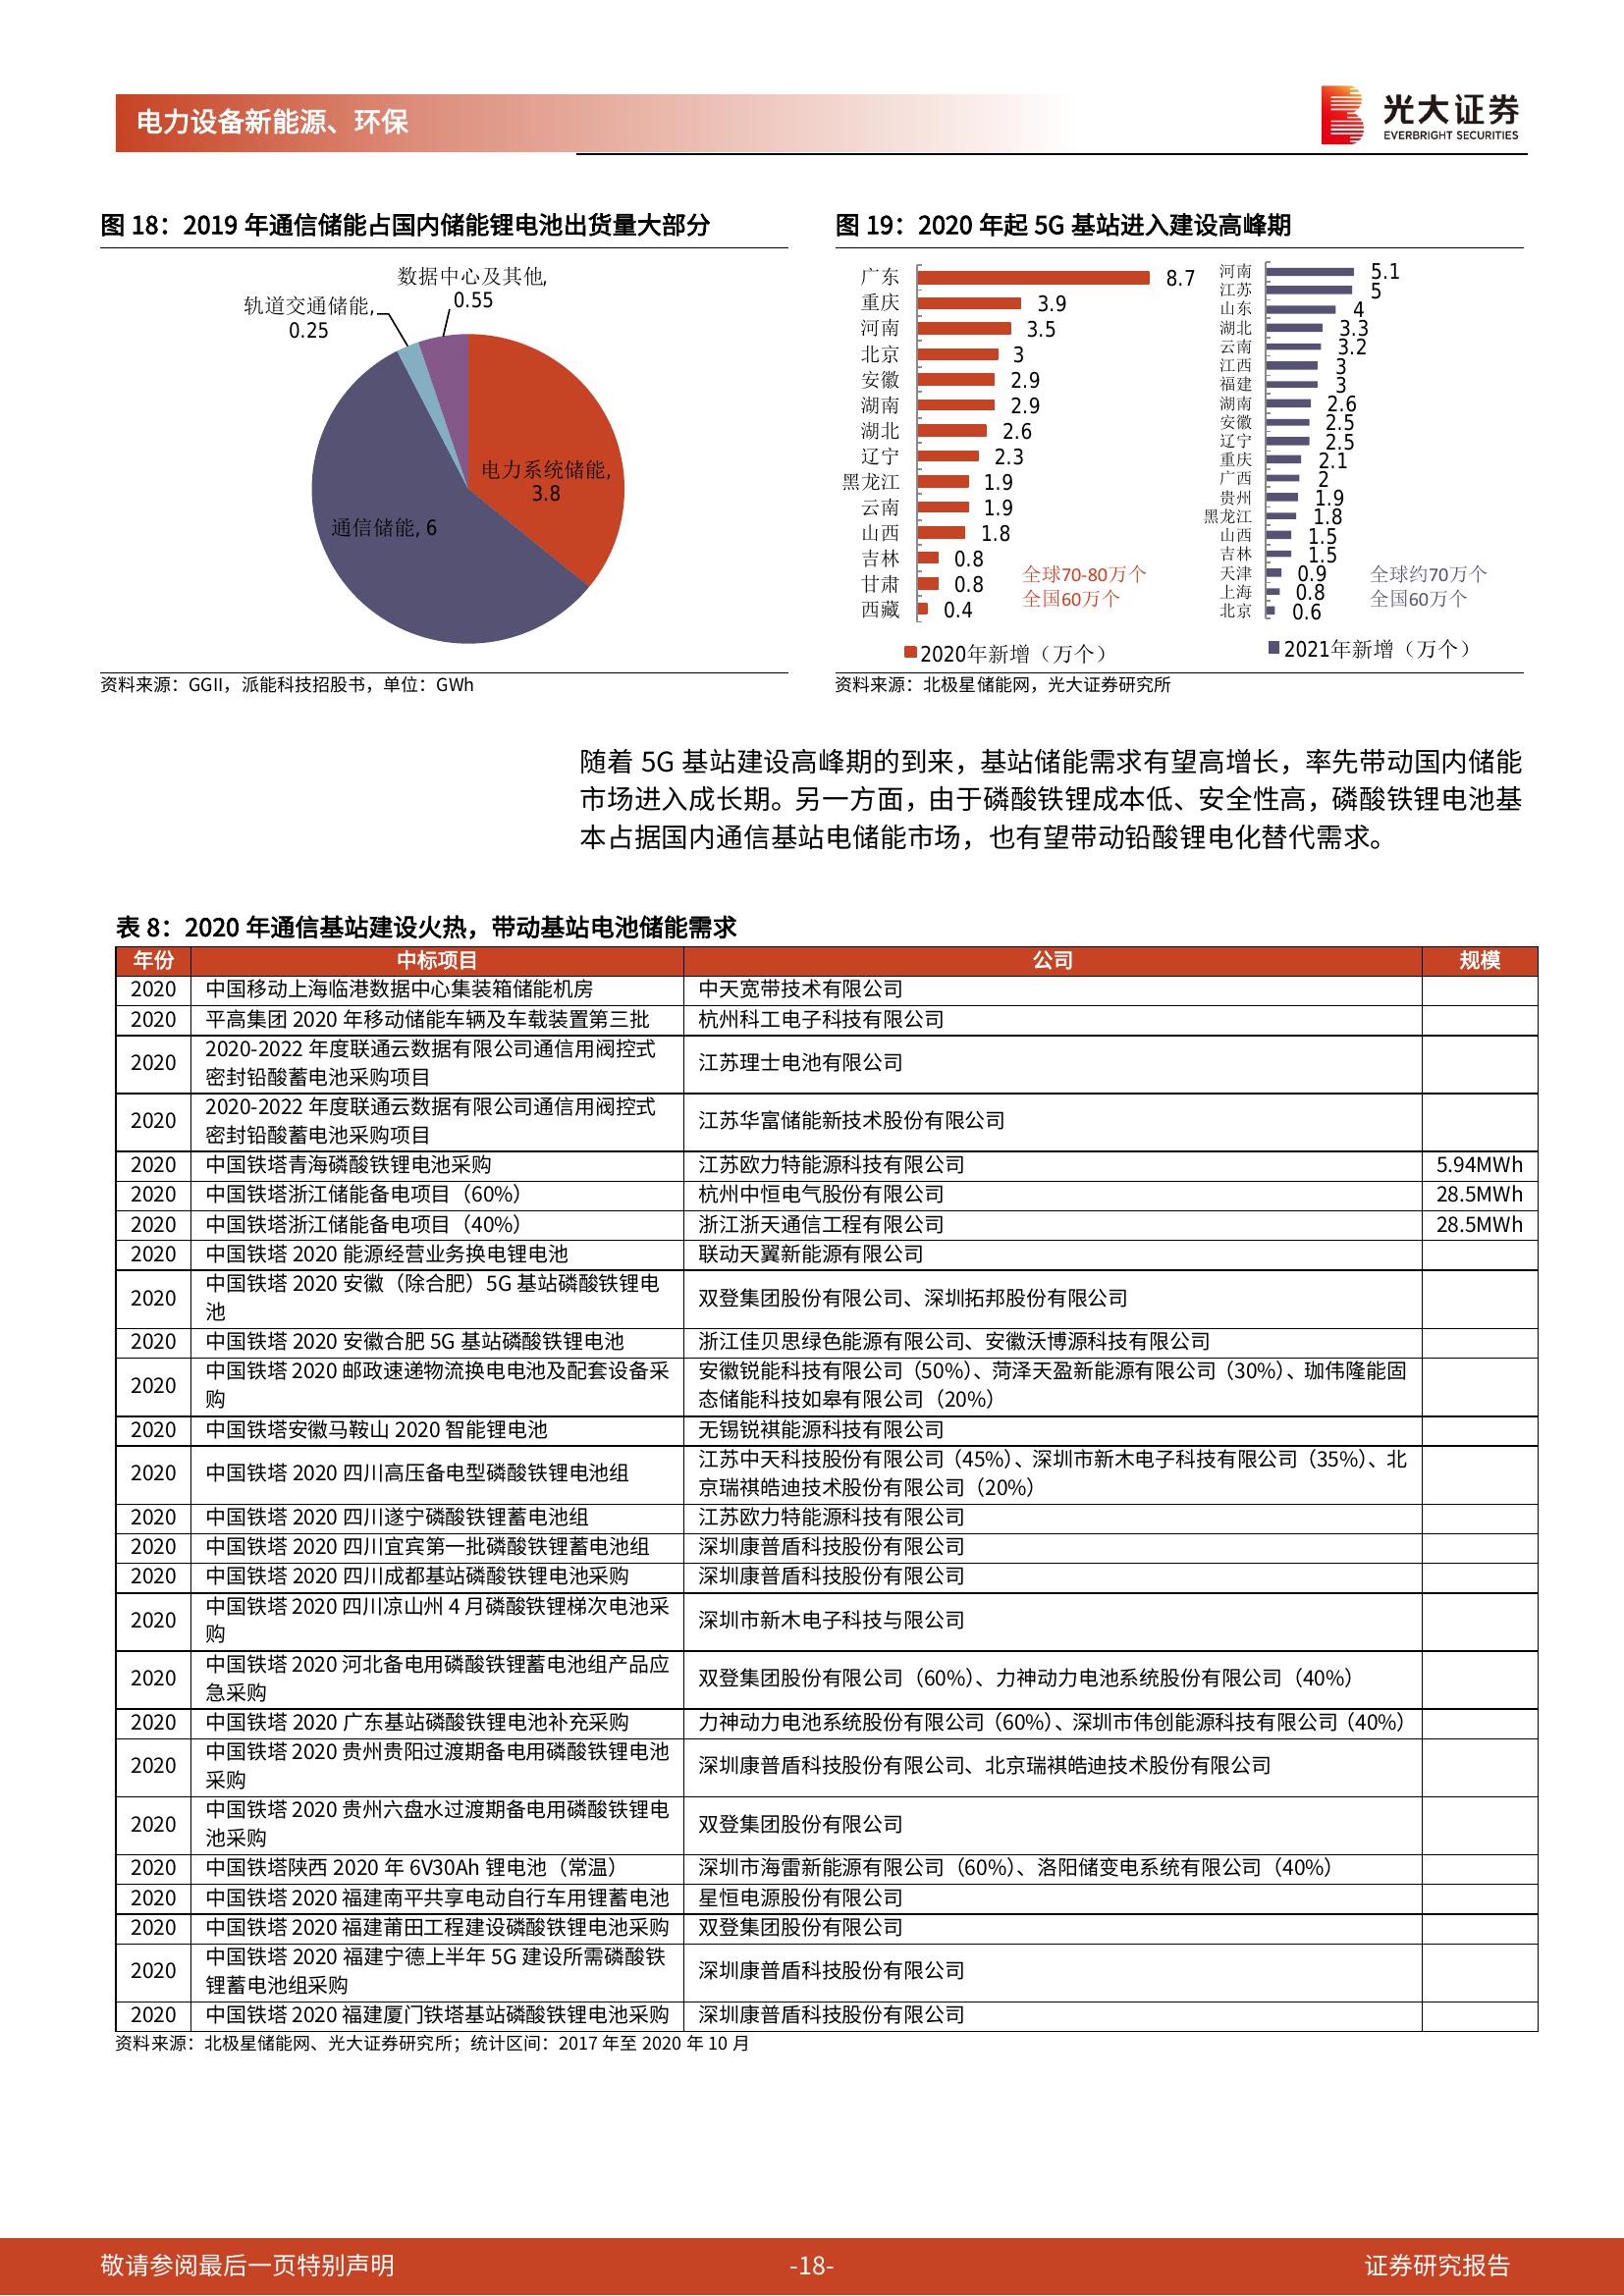 电力设备新能源、环保
光大证券
EVERBRIGHT SECURITIES
图 18：2019 年通信储能占国内储能锂电池出货量大部分
数据中心及其他,
0.55
轨道交通储能,
0.25
电力系统储能,
3.8
通信储能, 6
资料来源：GGII，派能科技招股书，单位：GWh
图 19：2020 年起 5G 基站进入建设高峰期
广东 8.7
重庆 3.9
河南 3.5
北京 3
安徽 2.9
湖南 2.9
湖北 2.6
辽宁 2.3
黑龙江 1.9
云南 1.9
山西 1.8
吉林 0.8
甘肃 0.8
西藏 0.4
全球70-80万个
全国60万个
2020年新增（万个）
河南 5.1
江苏 5
山东 4
湖北 3.3
云南 3.2
江西 3
福建 3
湖南 2.6
安徽 2.5
辽宁 2.5
重庆 2.1
广西 2
贵州 1.9
黑龙江 1.8
山西 1.5
吉林 1.5
天津 0.9
上海 0.8
北京 0.6
全球约70万个
全国60万个
2021年新增（万个）
资料来源：北极星储能网，光大证券研究所
随着 5G 基站建设高峰期的到来，基站储能需求有望高增长，率先带动国内储能
市场进入成长期。另一方面，由于磷酸铁锂成本低、安全性高，磷酸铁锂电池基
本占据国内通信基站电储能市场，也有望带动铅酸锂电化替代需求。
表 8：2020 年通信基站建设火热，带动基站电池储能需求
年份 中标项目 公司 规模
2020 中国移动上海临港数据中心集装箱储能机房 中天宽带技术有限公司
2020 平高集团 2020 年移动储能车辆及车载装置第三批 杭州科工电子科技有限公司
2020 2020-2022 年度联通云数据有限公司通信用阀控式
密封铅酸蓄电池采购项目 江苏理士电池有限公司
2020 2020-2022 年度联通云数据有限公司通信用阀控式
密封铅酸蓄电池采购项目 江苏华富储能新技术股份有限公司
2020 中国铁塔青海磷酸铁锂电池采购 江苏欧力特能源科技有限公司 5.94MWh
2020 中国铁塔浙江储能备电项目（60%） 杭州中恒电气股份有限公司 28.5MWh
2020 中国铁塔浙江储能备电项目（40%） 浙江浙天通信工程有限公司 28.5MWh
2020 中国铁塔 2020 能源经营业务换电锂电池 联动天翼新能源有限公司
2020 中国铁塔 2020 安徽（除合肥）5G 基站磷酸铁锂电
池 双登集团股份有限公司、深圳拓邦股份有限公司
2020 中国铁塔 2020 安徽合肥 5G 基站磷酸铁锂电池 浙江佳贝思绿色能源有限公司、安徽沃博源科技有限公司
2020 中国铁塔 2020 邮政速递物流换电电池及配套设备采
购 安徽锐能科技有限公司（50%）、菏泽天盈新能源有限公司（30%）、珈伟隆能固
态储能科技如皋有限公司（20%）
2020 中国铁塔安徽马鞍山 2020 智能锂电池 无锡锐祺能源科技有限公司
2020 中国铁塔 2020 四川高压备电型磷酸铁锂电池组 江苏中天科技股份有限公司（45%）、深圳市新木电子科技有限公司（35%）、北
京瑞祺皓迪技术股份有限公司（20%）
2020 中国铁塔 2020 四川遂宁磷酸铁锂蓄电池组 江苏欧力特能源科技有限公司
2020 中国铁塔 2020 四川宜宾第一批磷酸铁锂蓄电池组 深圳康普盾科技股份有限公司
2020 中国铁塔 2020 四川成都基站磷酸铁锂电池采购 深圳康普盾科技股份有限公司
2020 中国铁塔 2020 四川凉山州 4 月磷酸铁锂梯次电池采
购 深圳市新木电子科技与限公司
2020 中国铁塔 2020 河北备电用磷酸铁锂蓄电池组产品应
急采购 双登集团股份有限公司（60%）、力神动力电池系统股份有限公司（40%）
2020 中国铁塔 2020 广东基站磷酸铁锂电池补充采购 力神动力电池系统股份有限公司（60%）、深圳市伟创能源科技有限公司（40%）
2020 中国铁塔 2020 贵州贵阳过渡期备电用磷酸铁锂电池
采购 深圳康普盾科技股份有限公司、北京瑞祺皓迪技术股份有限公司
2020 中国铁塔 2020 贵州六盘水过渡期备电用磷酸铁锂电
池采购 双登集团股份有限公司
2020 中国铁塔陕西 2020 年 6V30Ah 锂电池（常温） 深圳市海雷新能源有限公司（60%）、洛阳储变电系统有限公司（40%）
2020 中国铁塔 2020 福建南平共享电动自行车用锂蓄电池 星恒电源股份有限公司
2020 中国铁塔 2020 福建莆田工程建设磷酸铁锂电池采购 双登集团股份有限公司
2020 中国铁塔 2020 福建宁德上半年 5G 建设所需磷酸铁
锂蓄电池组采购 深圳康普盾科技股份有限公司
2020 中国铁塔 2020 福建厦门铁塔基站磷酸铁锂电池采购 深圳康普盾科技股份有限公司
资料来源：北极星储能网、光大证券研究所；统计区间：2017 年至 2020 年 10 月
敬请参阅最后一页特别声明 -18- 证券研究报告